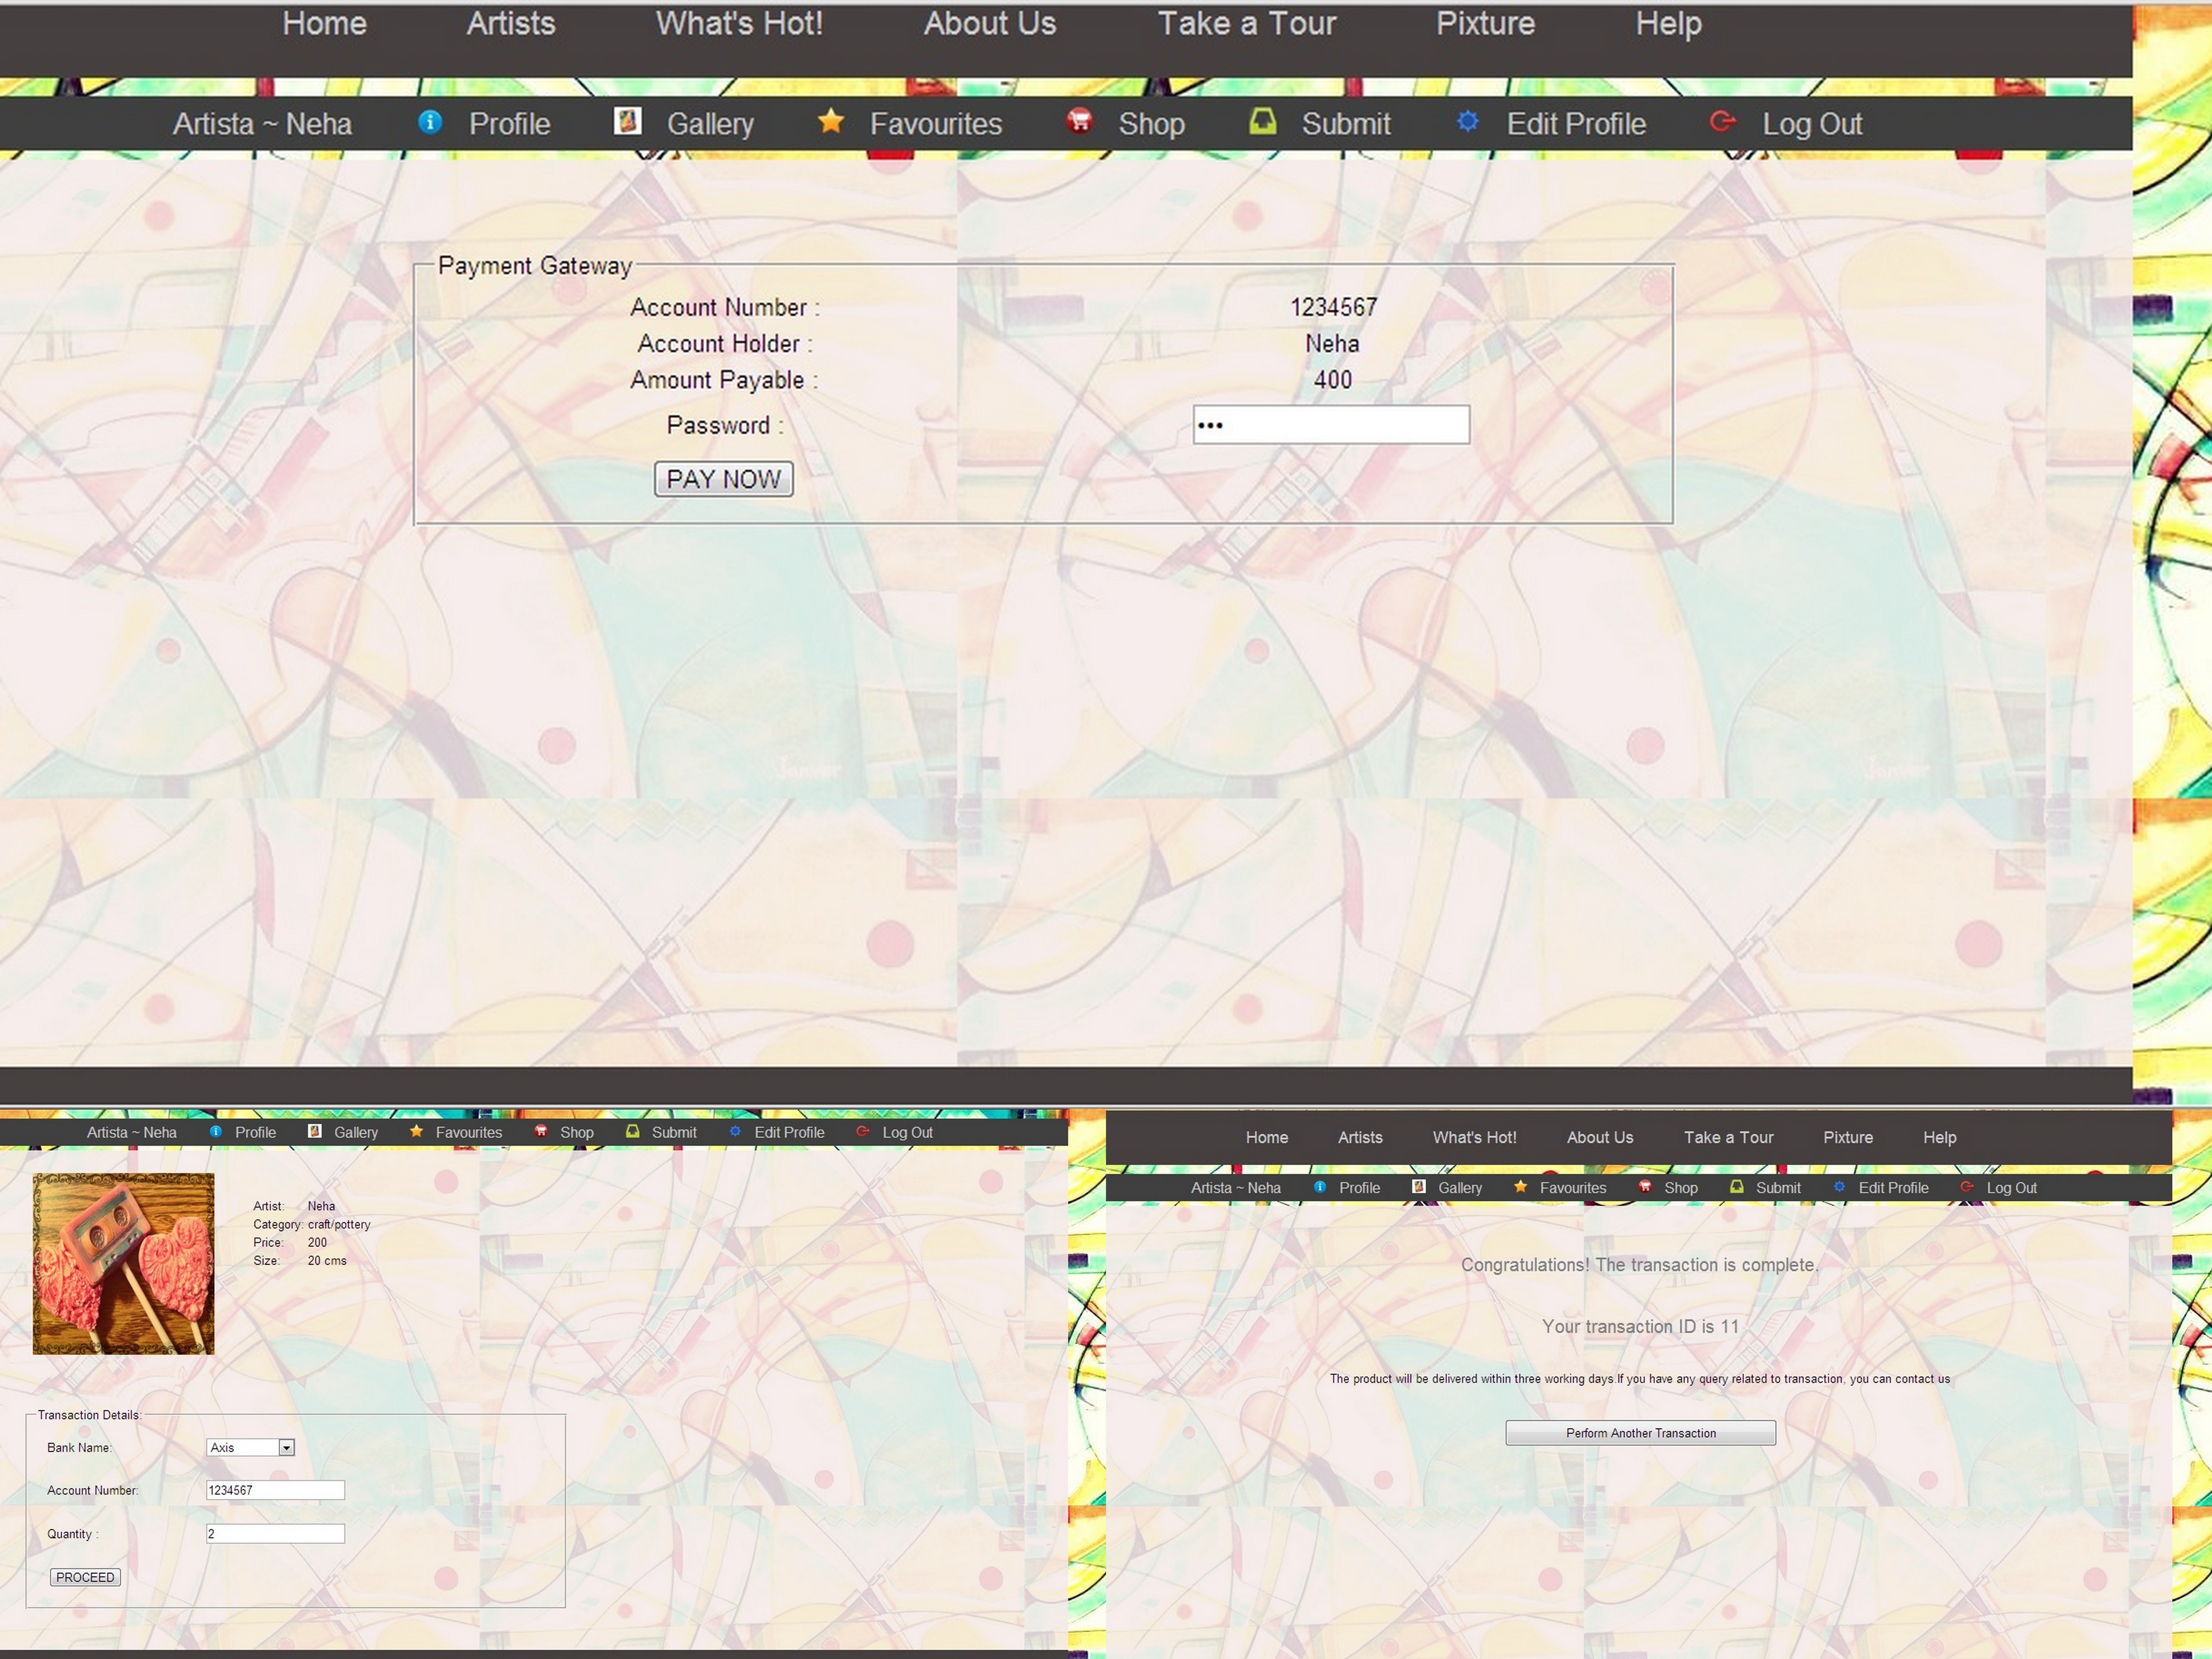 Home Artists What's Hot! About Us Take a Tour Pixture Help
Artista ~ Neha Profile Gallery Favourites Shop Submit Edit Profile Log Out
Payment Gateway
Account Number : 1234567
Account Holder : Neha
Amount Payable : 400
Password : •••
PAY NOW
Janver
Janver
Artista ~ Neha Profile Gallery Favourites Shop Submit Edit Profile Log Out
Artist: Neha
Category: craft/pottery
Price: 200
Size: 20 cms
Transaction Details:
Bank Name: Axis
Account Number: 1234567
Quantity : 2
PROCEED
Home Artists What's Hot! About Us Take a Tour Pixture Help
Artista ~ Neha Profile Gallery Favourites Shop Submit Edit Profile Log Out
Congratulations! The transaction is complete.
Your transaction ID is 11
The product will be delivered within three working days.If you have any query related to transaction, you can contact us
Perform Another Transaction